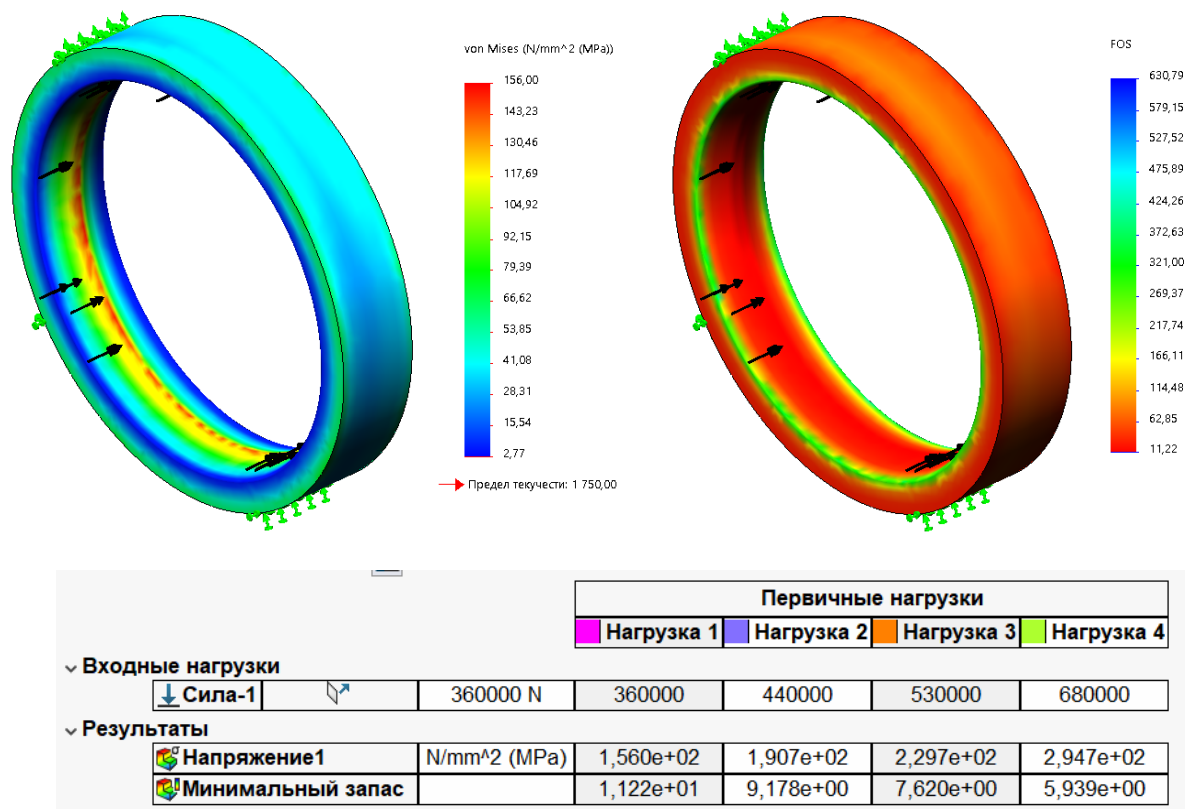 von Mises (N/mm^2 (MPa))
156,00
143,23
130,46
117,69
104,92
92,15
79,39
66,62
53,85
41,08
28,31
15,54
2,77
Предел текучести: 1 750,00
FOS
630,79
579,15
527,52
475,89
424,26
372,63
321,00
269,37
217,74
166,11
114,48
62,85
11,22
Первичные нагрузки
Нагрузка 1 Нагрузка 2 Нагрузка 3 Нагрузка 4
Входные нагрузки
Сила-1 360000 N 360000 440000 530000 680000
Результаты
Напряжение1 N/mm^2 (MPa) 1,560e+02 1,907e+02 2,297e+02 2,947e+02
Минимальный запас 1,122e+01 9,178e+00 7,620e+00 5,939e+00